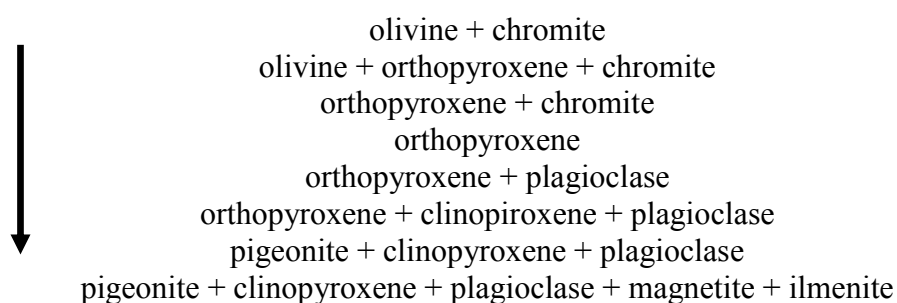 olivine + chromite
olivine + orthopyroxene + chromite
orthopyroxene + chromite
orthopyroxene
orthopyroxene + plagioclase
orthopyroxene + clinopiroxene + plagioclase
pigeonite + clinopyroxene + plagioclase
pigeonite + clinopyroxene + plagioclase + magnetite + ilmenite